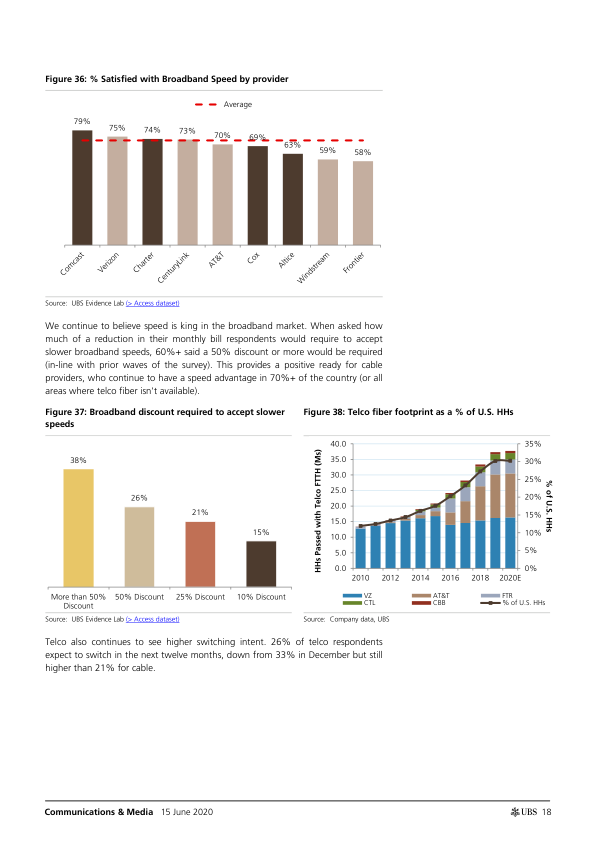 Figure 36: % Satisfied with Broadband Speed by provider
Average
79%
75%
74%
73%
70%
69%
63%
59%
58%
Comcast
Verizon
Charter
CenturyLink
AT&T
Cox
Altice
Windstream
Frontier
Source: UBS Evidence Lab (> Access dataset)
We continue to believe speed is king in the broadband market. When asked how
much of a reduction in their monthly bill respondents would require to accept
slower broadband speeds, 60%+ said a 50% discount or more would be required
(in-line with prior waves of the survey). This provides a positive ready for cable
providers, who continue to have a speed advantage in 70%+ of the country (or all
areas where telco fiber isn't available).
Figure 37: Broadband discount required to accept slower
speeds
38%
26%
21%
15%
More than 50%
Discount
50% Discount
25% Discount
10% Discount
Source: UBS Evidence Lab (> Access dataset)
Figure 38: Telco fiber footprint as a % of U.S. HHs
HHs Passed with Telco FTTH (Ms)
40.0
35.0
30.0
25.0
20.0
15.0
10.0
5.0
0.0
35%
30%
25%
20%
15%
10%
5%
0%
% of U.S. HHs
2010
2012
2014
2016
2018
2020E
VZ
AT&T
FTR
CTL
CBB
% of U.S. HHs
Source: Company data, UBS
Telco also continues to see higher switching intent. 26% of telco respondents
expect to switch in the next twelve months, down from 33% in December but still
higher than 21% for cable.
Communications & Media 15 June 2020
UBS 18